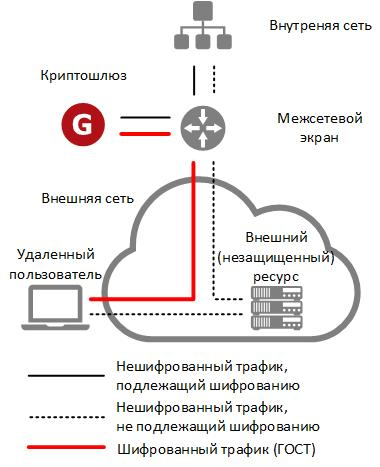 Внутреняя сеть
Криптошлюз
G
Межсетевой
экран
Внешняя сеть
Удаленный
пользователь
Внешний
(незащищенный)
ресурс
Нешифрованный трафик,
подлежащий шифрованию
Нешифрованный трафик,
не подлежащий шифрованию
Шифрованный трафик (ГОСТ)